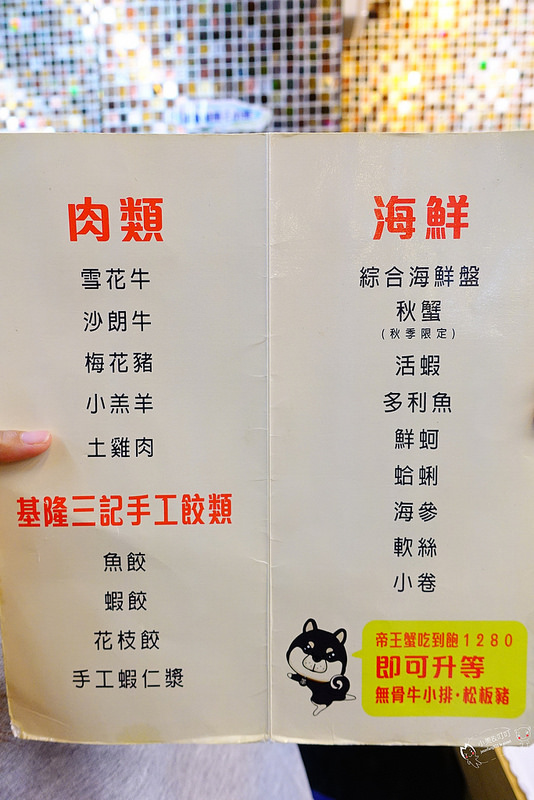 肉類
雪花牛
沙朗牛
梅花豬
小羔羊
土雞肉
基隆三記手工餃類
魚餃
蝦餃
花枝餃
手工蝦仁漿
海鮮
綜合海鮮盤
秋蟹
(秋季限定)
活蝦
多利魚
鮮蚵
蛤蜊
海參
軟絲
小卷
帝王蟹吃到飽1280
即可升等
無骨牛小排·松板豬